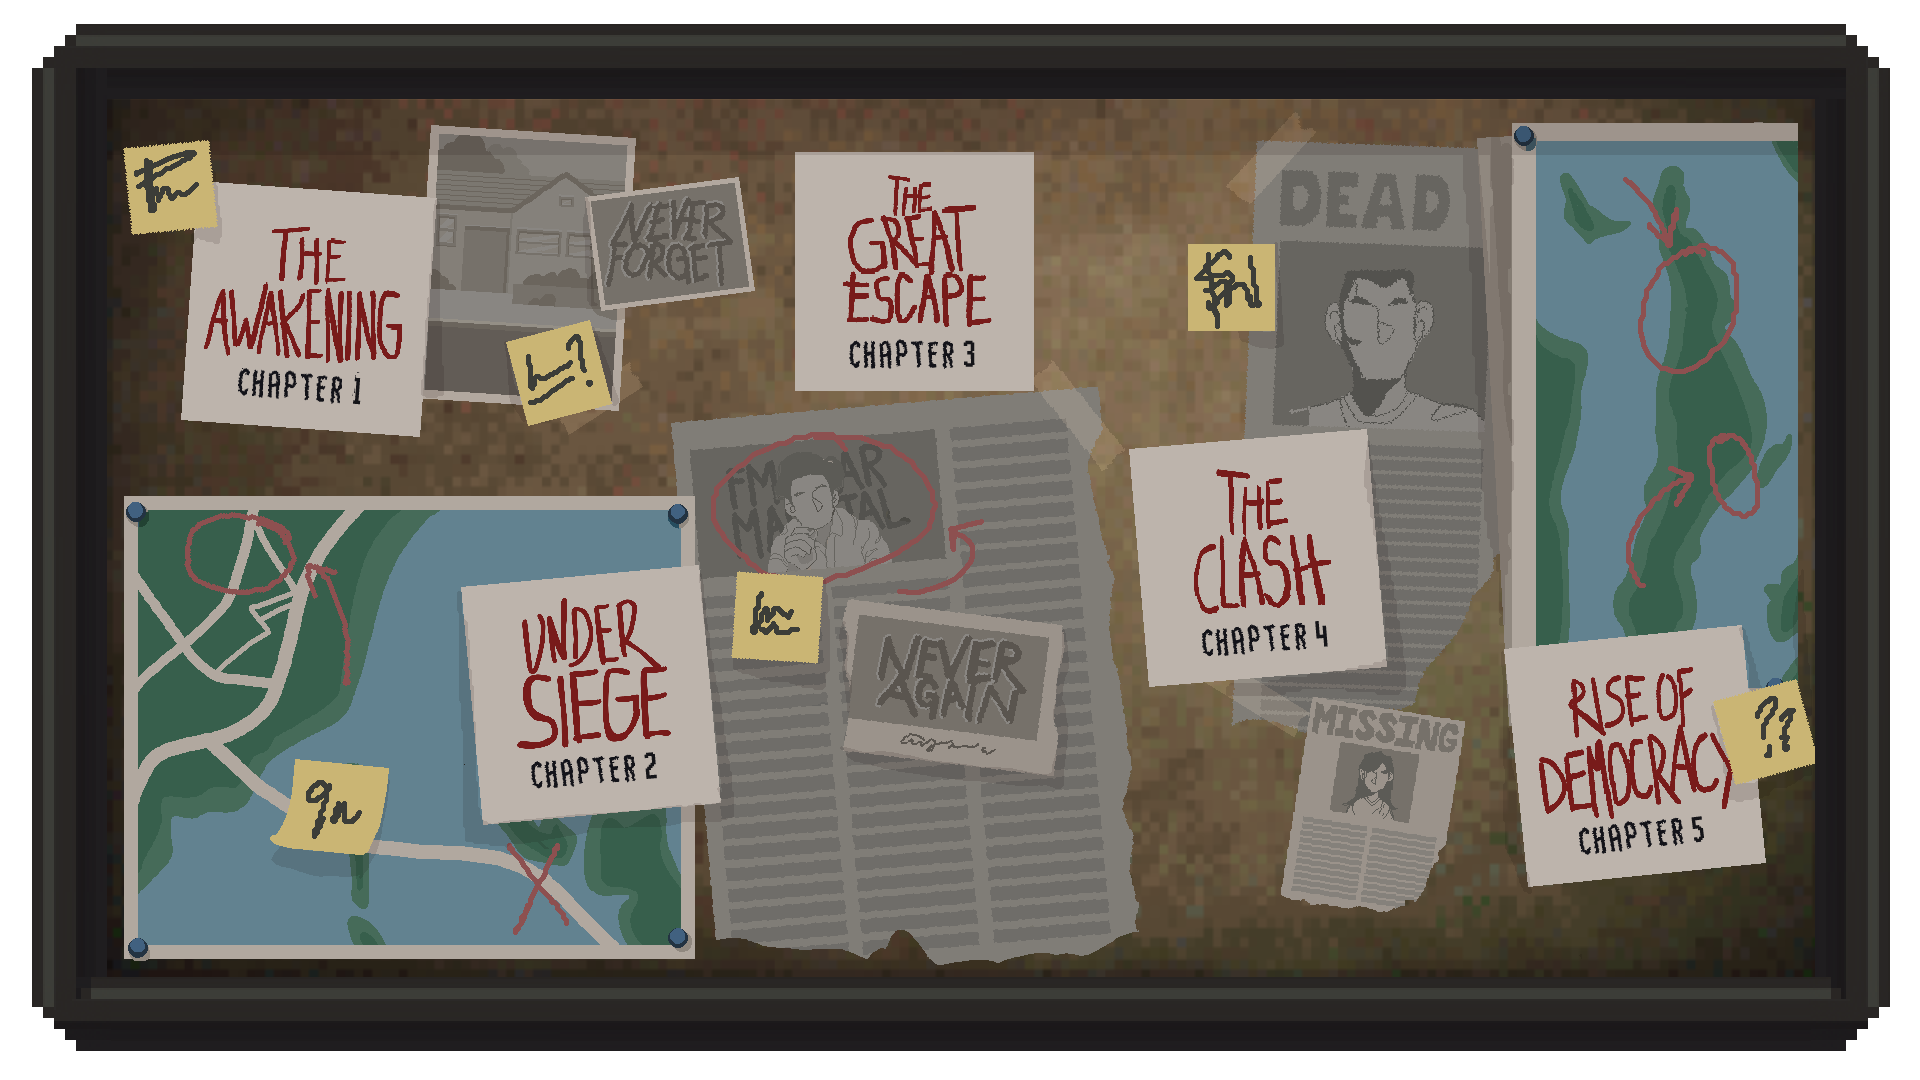 THE
AWAKENING
CHAPTER 1
NEVER
FORGET
THE
GREAT
ESCAPE
CHAPTER 3
DEAD
UNDER
SIEGE
CHAPTER 2
NEVER
AGAIN
THE
CLASH
CHAPTER 4
MISSING
RISE OF
DEMOCRACY
CHAPTER 5
??